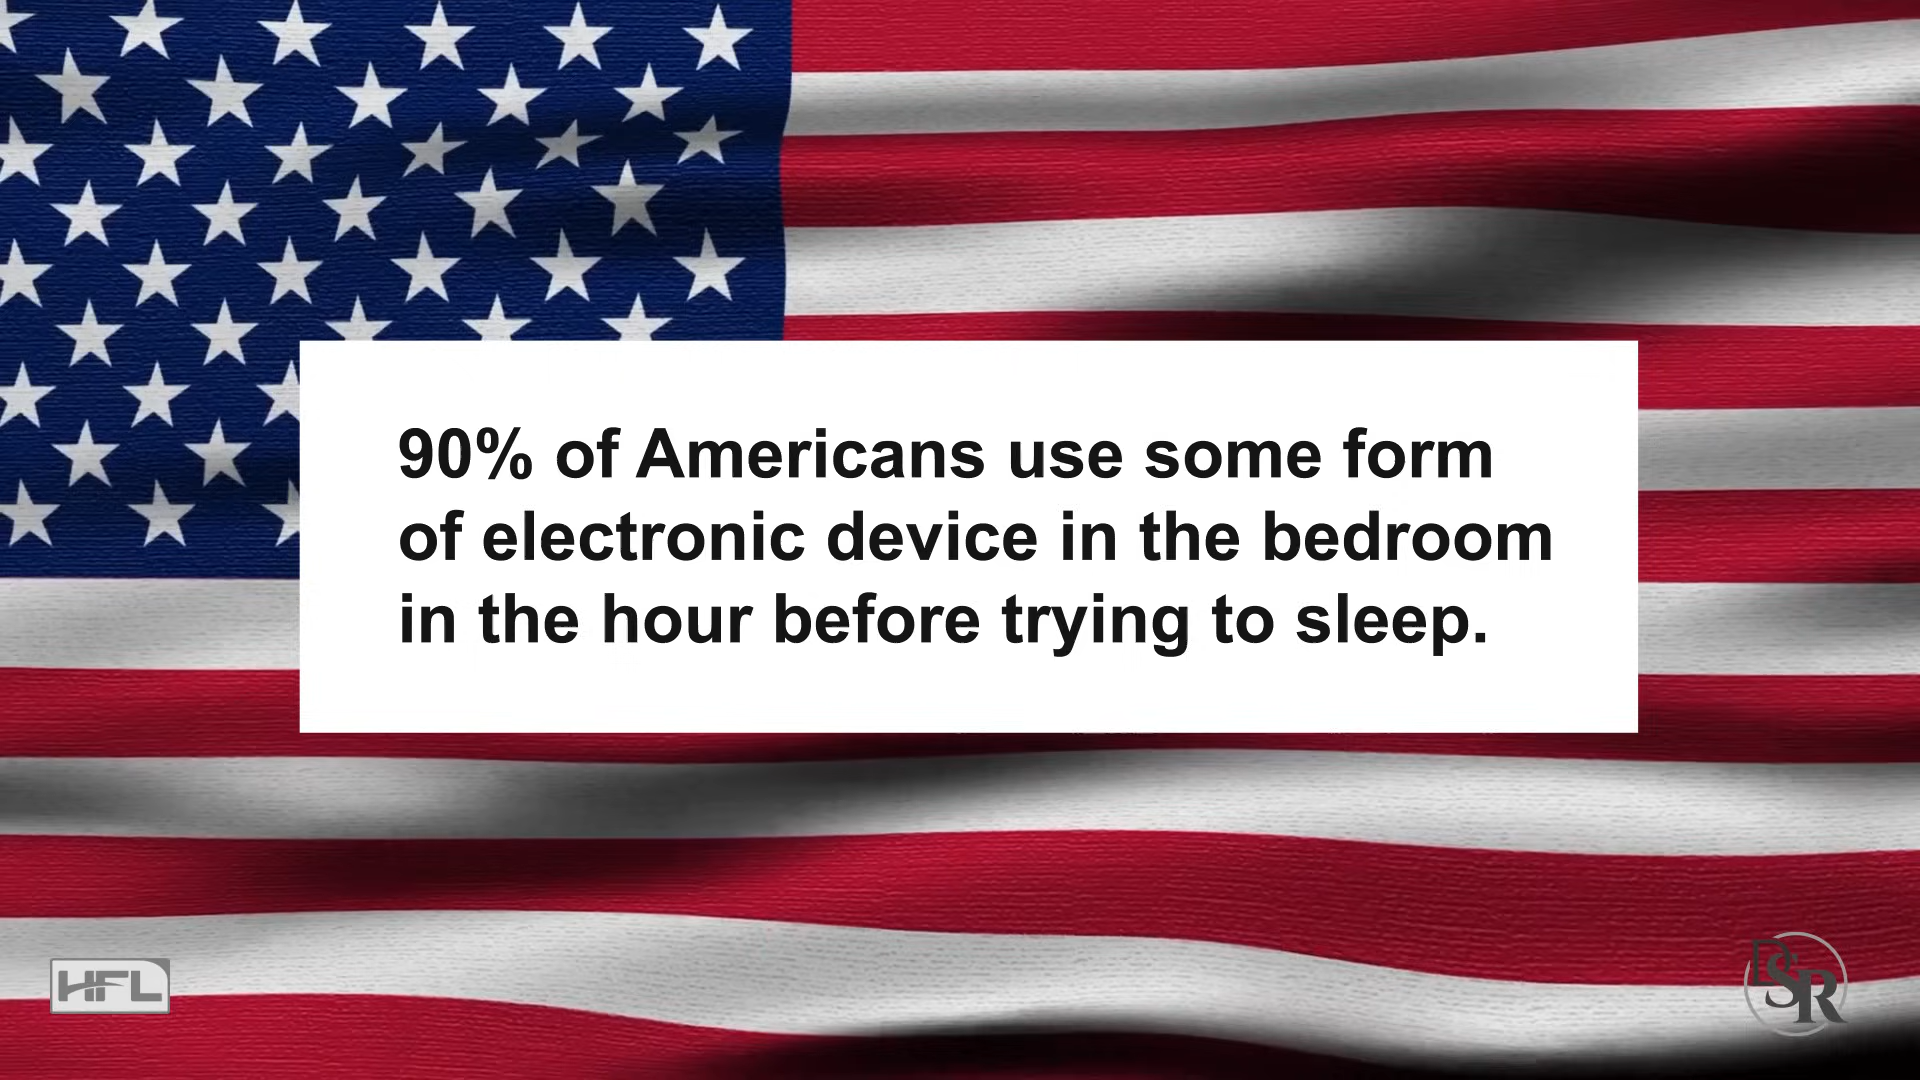 90% of Americans use some form
of electronic device in the bedroom
in the hour before trying to sleep.
HFL
DSR